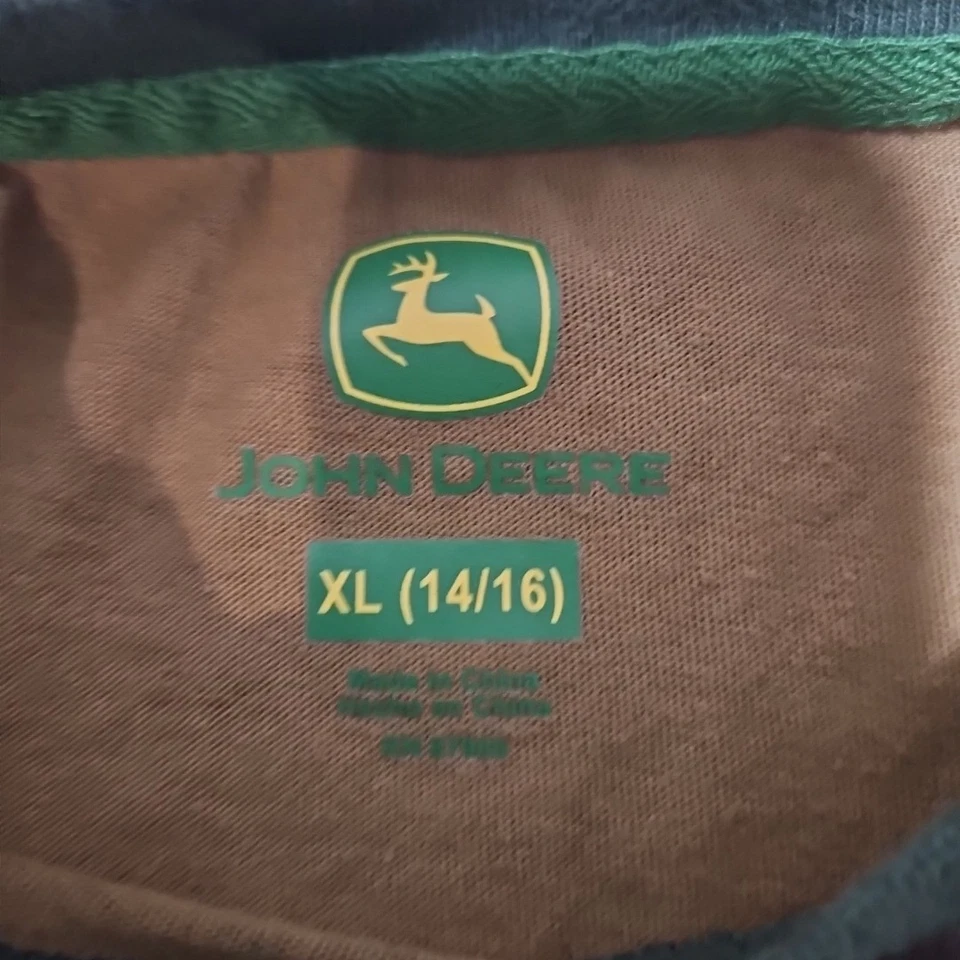 JOHN DEERE
XL (14/16)
Made in China
Hecho en China